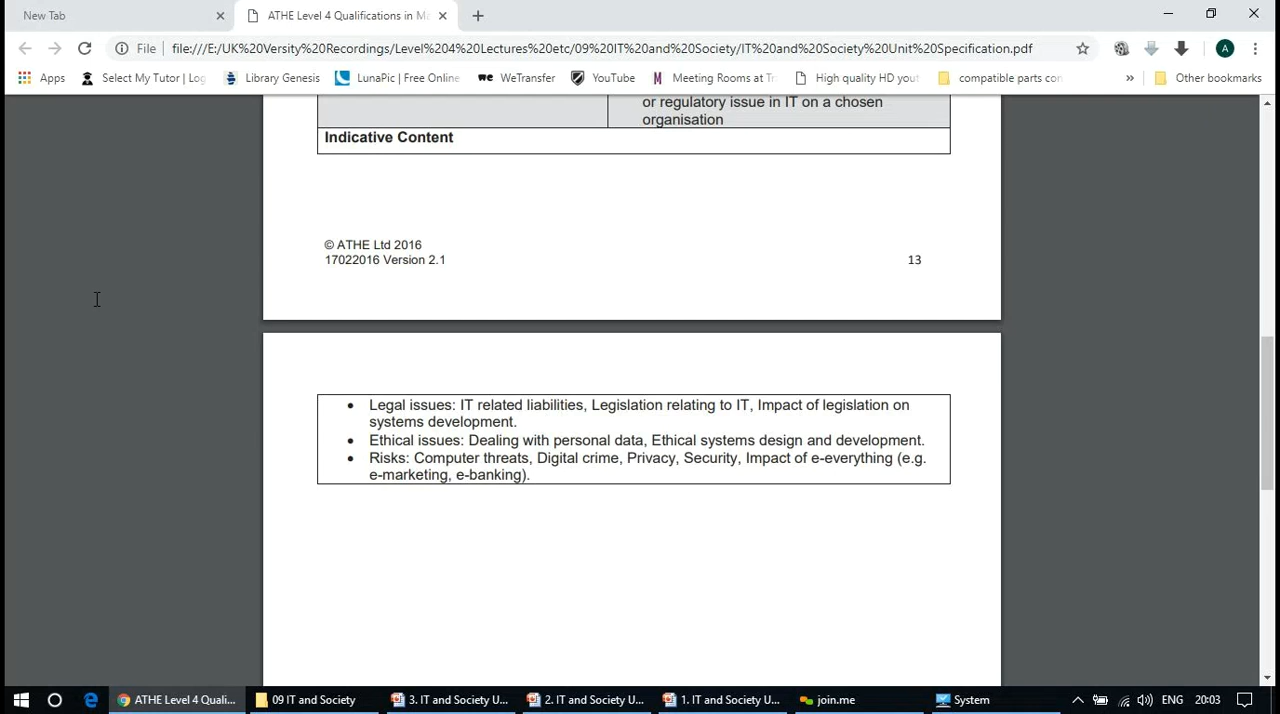 New Tab
ATHE Level 4 Qualifications in Ma
File
file:///E:/UK%20Versity%20Recordings/Level%204%20Lectures%20etc/09%20IT%20and%20Society/IT%20and%20Society%20Unit%20Specification.pdf
A
Apps
Select My Tutor | Log
Library Genesis
LunaPic | Free Online
WeTransfer
YouTube
Meeting Rooms at Tr
High quality HD yout
compatible parts.com
»
Other bookmarks
or regulatory issue in IT on a chosen
organisation
Indicative Content
© ATHE Ltd 2016
17022016 Version 2.1
13
• Legal issues: IT related liabilities, Legislation relating to IT, Impact of legislation on
systems development.
• Ethical issues: Dealing with personal data, Ethical systems design and development.
• Risks: Computer threats, Digital crime, Privacy, Security, Impact of e-everything (e.g.
e-marketing, e-banking).
ATHE Level 4 Quali...
09 IT and Society
3. IT and Society U...
2. IT and Society U...
1. IT and Society U...
join.me
System
ENG
20:03